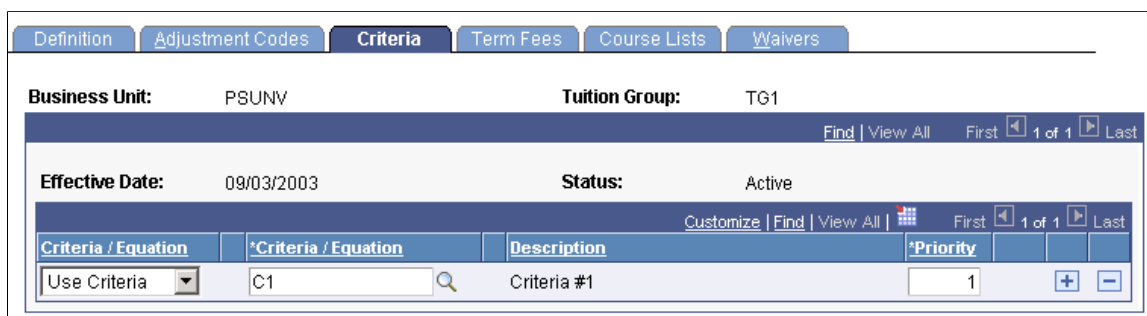 Definition Adjustment Codes Criteria Term Fees Course Lists Waivers
Business Unit: PSUNV Tuition Group: TG1
Find | View All First 1 of 1 Last
Effective Date: 09/03/2003 Status: Active
Customize | Find | View All | First 1 of 1 Last
Criteria / Equation *Criteria / Equation Description *Priority
Use Criteria C1 Criteria #1 1